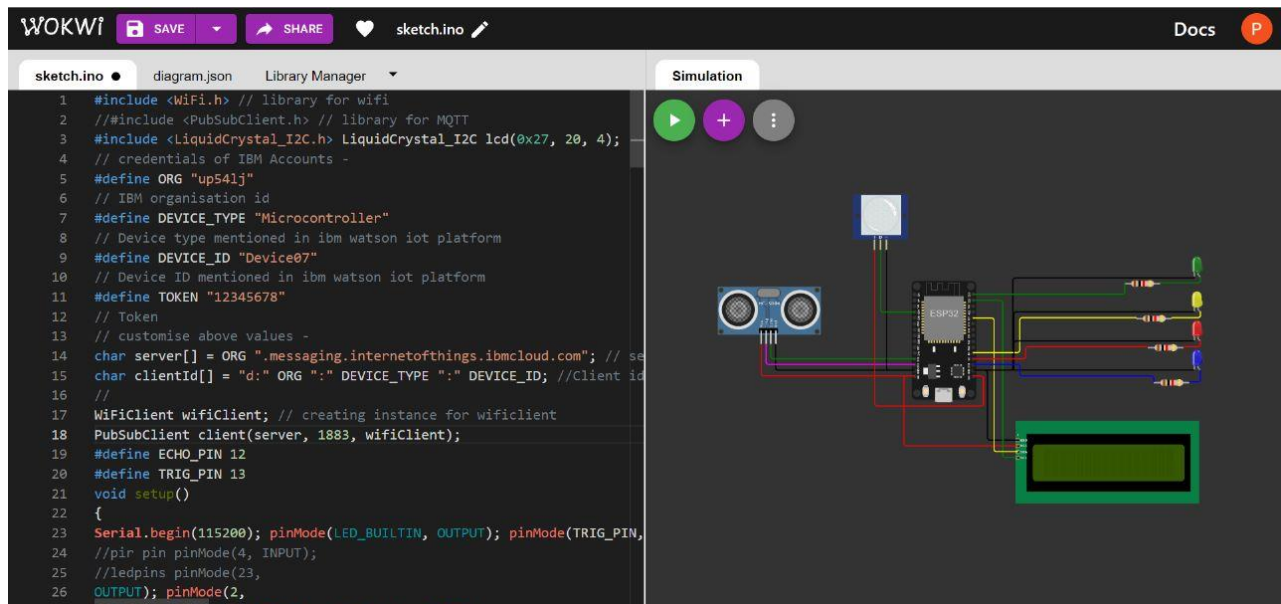 WOKWI SAVE SHARE sketch.ino Docs P
sketch.ino ● diagram.json Library Manager
Simulation
1 #include <WiFi.h> // library for wifi
2 //#include <PubSubClient.h> // library for MQTT
3 #include <LiquidCrystal_I2C.h> LiquidCrystal_I2C lcd(0x27, 20, 4);
4 // credentials of IBM Accounts -
5 #define ORG "up54lj"
6 // IBM organisation id
7 #define DEVICE_TYPE "Microcontroller"
8 // Device type mentioned in ibm watson iot platform
9 #define DEVICE_ID "Device07"
10 // Device ID mentioned in ibm watson iot platform
11 #define TOKEN "12345678"
12 // Token
13 // customise above values -
14 char server[] = ORG ".messaging.internetofthings.ibmcloud.com"; // se
15 char clientId[] = "d:" ORG ":" DEVICE_TYPE ":" DEVICE_ID; //Client id
16 //
17 WiFiClient wifiClient; // creating instance for wificlient
18 PubSubClient client(server, 1883, wifiClient);
19 #define ECHO_PIN 12
20 #define TRIG_PIN 13
21 void setup()
22 {
23 Serial.begin(115200); pinMode(LED_BUILTIN, OUTPUT); pinMode(TRIG_PIN,
24 //pir pin pinMode(4, INPUT);
25 //ledpins pinMode(23,
26 OUTPUT); pinMode(2,
ESP32